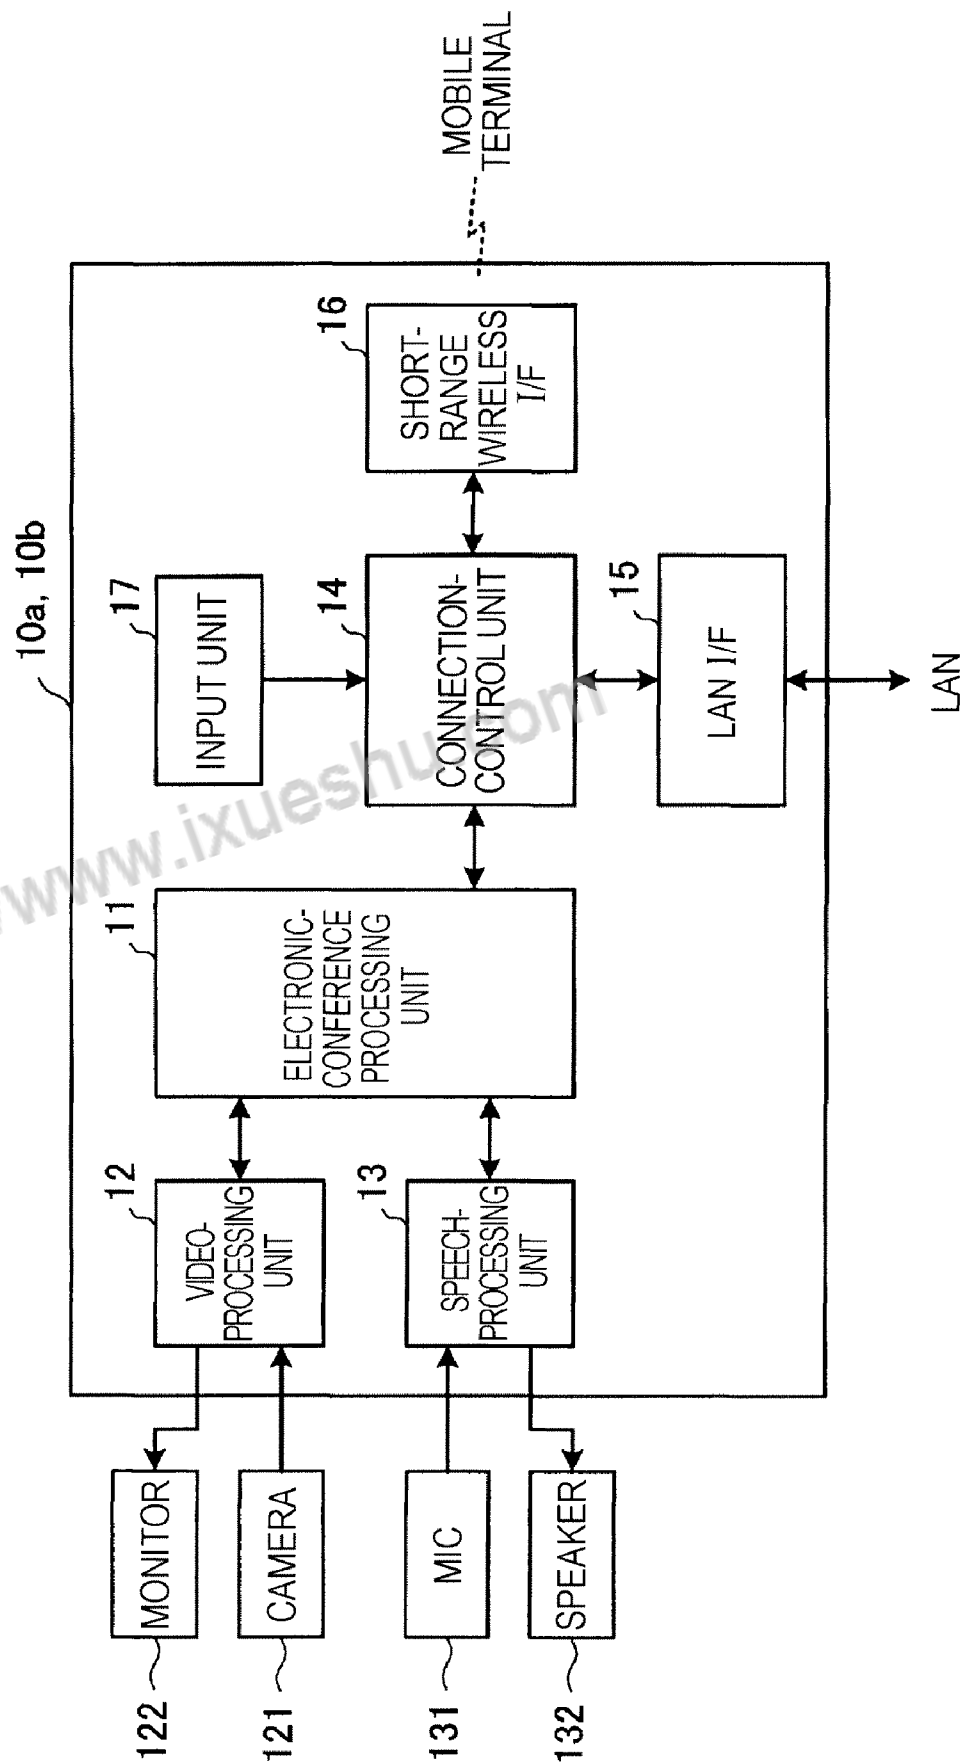 10a, 10b
122
MONITOR
121
CAMERA
131
MIC
132
SPEAKER
12
VIDEO-
PROCESSING
UNIT
13
SPEECH-
PROCESSING
UNIT
11
ELECTRONIC-
CONFERENCE
PROCESSING
UNIT
17
INPUT UNIT
14
CONNECTION-
CONTROL UNIT
15
LAN I/F
LAN
16
SHORT-
RANGE
WIRELESS
I/F
MOBILE
TERMINAL
www.ixueshu.com